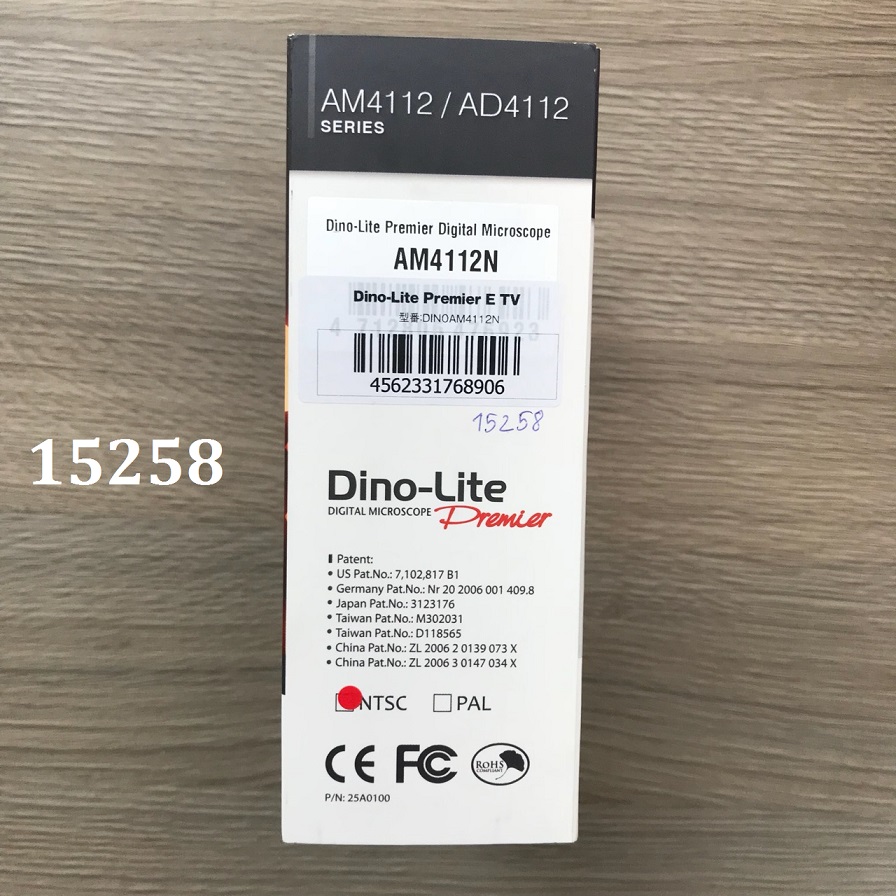 AM4112 / AD4112
SERIES
Dino-Lite Premier Digital Microscope
AM4112N
Dino-Lite Premier E TV
型番:DINOAM4112N
4562331768906
15258
15258
Dino-Lite
DIGITAL MICROSCOPE Premier
Patent:
• US Pat.No.: 7,102,817 B1
• Germany Pat.No.: Nr 20 2006 001 409.8
• Japan Pat.No.: 3123176
• Taiwan Pat.No.: M302031
• Taiwan Pat.No.: D118565
• China Pat.No.: ZL 2006 2 0139 073 X
• China Pat.No.: ZL 2006 3 0147 034 X
NTSC PAL
CE FC RoHS
COMPLIANT
P/N: 25A0100